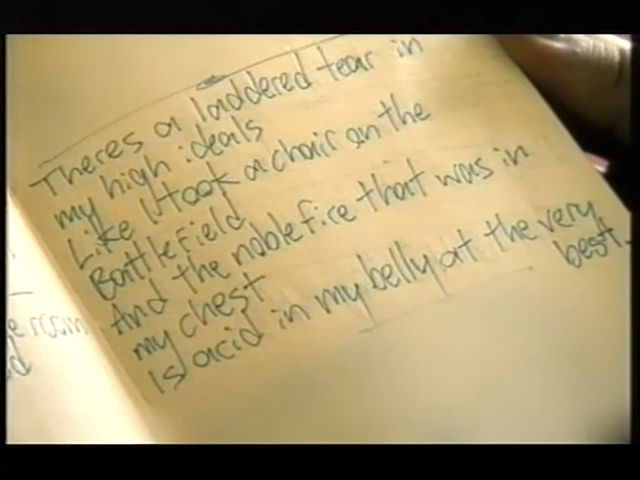 Theres a laddered tear in
my high ideals
Like I took a chair on the
Battlefield
And the noble fire that was in
my chest
Is acid in my belly at the very
best.
e room